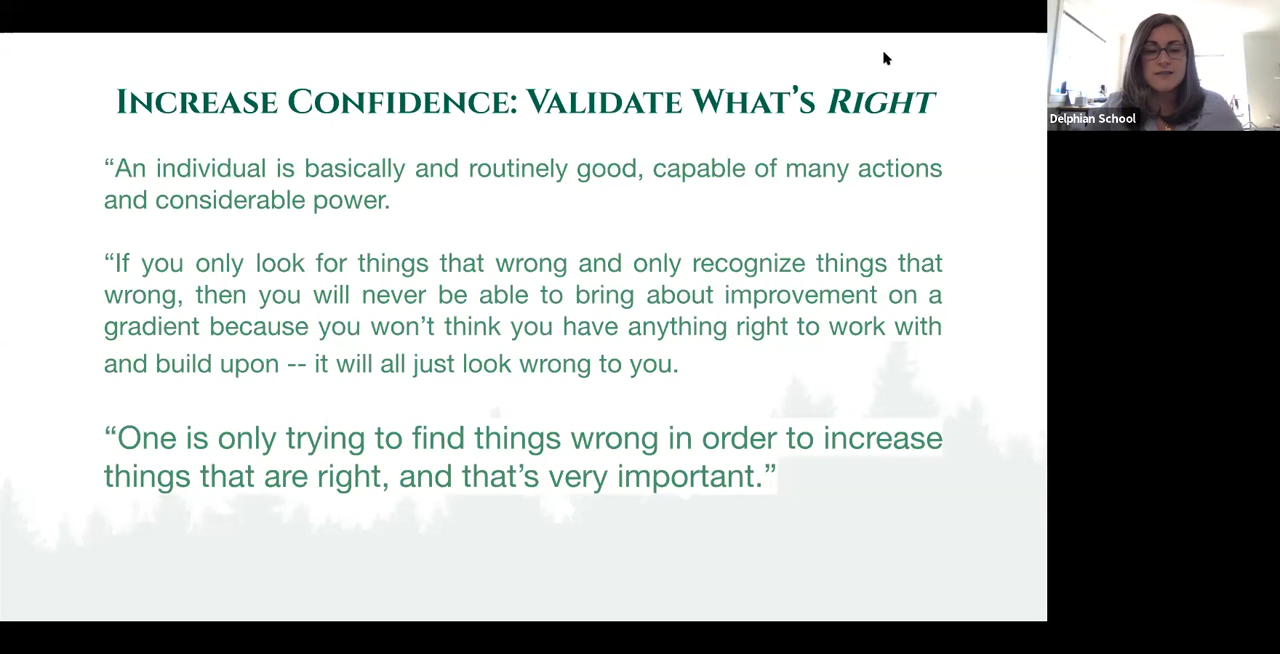 INCREASE CONFIDENCE: VALIDATE WHAT'S RIGHT
“An individual is basically and routinely good, capable of many actions
and considerable power.
“If you only look for things that wrong and only recognize things that
wrong, then you will never be able to bring about improvement on a
gradient because you won’t think you have anything right to work with
and build upon -- it will all just look wrong to you.
“One is only trying to find things wrong in order to increase
things that are right, and that’s very important.”
Delphian School